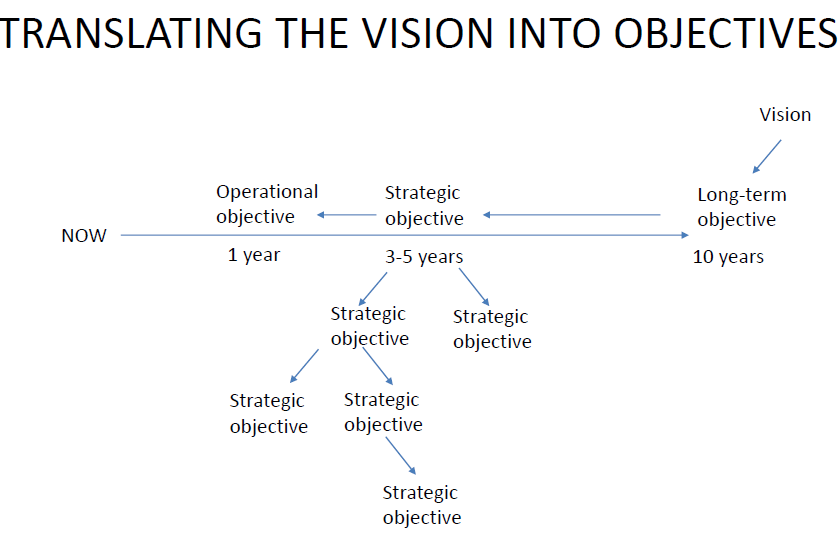 TRANSLATING THE VISION INTO OBJECTIVES
Vision
Operational
objective
Strategic
objective
Long-term
objective
NOW
1 year
3-5 years
10 years
Strategic
objective
Strategic
objective
Strategic
objective
Strategic
objective
Strategic
objective